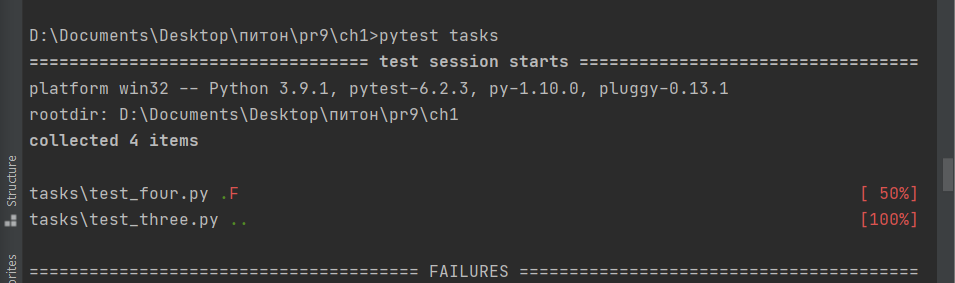 D:\Documents\Desktop\питон\pr9\ch1>pytest tasks
================================== test session starts ==================================
platform win32 -- Python 3.9.1, pytest-6.2.3, py-1.10.0, pluggy-0.13.1
rootdir: D:\Documents\Desktop\питон\pr9\ch1
collected 4 items
tasks\test_four.py .F [ 50%]
tasks\test_three.py .. [100%]
======================================= FAILURES ========================================
Structure